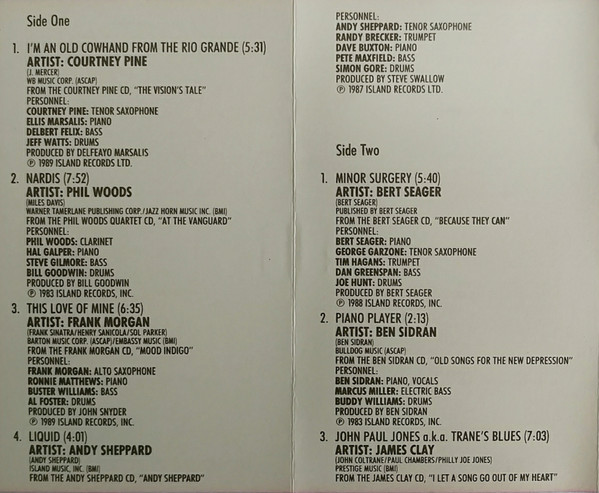 Side One
1. I'M AN OLD COWHAND FROM THE RIO GRANDE (5:31)
ARTIST: COURTNEY PINE
(J. MERCER)
WB MUSIC CORP. (ASCAP)
FROM THE COURTNEY PINE CD, "THE VISION'S TALE"
PERSONNEL:
COURTNEY PINE: TENOR SAXOPHONE
ELLIS MARSALIS: PIANO
DELBERT FELIX: BASS
JEFF WATTS: DRUMS
PRODUCED BY DELFEAYO MARSALIS
℗ 1989 ISLAND RECORDS LTD.
2. NARDIS (7:52)
ARTIST: PHIL WOODS
(MILES DAVIS)
WARNER TAMERLANE PUBLISHING CORP./JAZZ HORN MUSIC INC. (BMI)
FROM THE PHIL WOODS QUARTET CD, "AT THE VANGUARD"
PERSONNEL:
PHIL WOODS: CLARINET
HAL GALPER: PIANO
STEVE GILMORE: BASS
BILL GOODWIN: DRUMS
PRODUCED BY BILL GOODWIN
℗ 1983 ISLAND RECORDS, INC.
3. THIS LOVE OF MINE (6:35)
ARTIST: FRANK MORGAN
(FRANK SINATRA/HENRY SANICOLA/SOL PARKER)
BARTON MUSIC CORP. (ASCAP)/EMBASSY MUSIC (BMI)
FROM THE FRANK MORGAN CD, "MOOD INDIGO"
PERSONNEL:
FRANK MORGAN: ALTO SAXOPHONE
RONNIE MATTHEWS: PIANO
BUSTER WILLIAMS: BASS
AL FOSTER: DRUMS
PRODUCED BY JOHN SNYDER
℗ 1989 ISLAND RECORDS, INC.
4. LIQUID (4:01)
ARTIST: ANDY SHEPPARD
(ANDY SHEPPARD)
ISLAND MUSIC, INC. (BMI)
FROM THE ANDY SHEPPARD CD, "ANDY SHEPPARD"
PERSONNEL:
ANDY SHEPPARD: TENOR SAXOPHONE
RANDY BRECKER: TRUMPET
DAVE BUXTON: PIANO
PETE MAXFIELD: BASS
SIMON GORE: DRUMS
PRODUCED BY STEVE SWALLOW
℗ 1987 ISLAND RECORDS LTD.
Side Two
1. MINOR SURGERY (5:40)
ARTIST: BERT SEAGER
(BERT SEAGER)
PUBLISHED BY BERT SEAGER
FROM THE BERT SEAGER CD, "BECAUSE THEY CAN"
PERSONNEL:
BERT SEAGER: PIANO
GEORGE GARZONE: TENOR SAXOPHONE
TIM HAGANS: TRUMPET
DAN GREENSPAN: BASS
JOE HUNT: DRUMS
PRODUCED BY BERT SEAGER
℗ 1988 ISLAND RECORDS, INC.
2. PIANO PLAYER (2:13)
ARTIST: BEN SIDRAN
(BEN SIDRAN)
BULLDOG MUSIC (ASCAP)
FROM THE BEN SIDRAN CD, "OLD SONGS FOR THE NEW DEPRESSION"
PERSONNEL:
BEN SIDRAN: PIANO, VOCALS
MARCUS MILLER: ELECTRIC BASS
BUDDY WILLIAMS: DRUMS
PRODUCED BY BEN SIDRAN
℗ 1983 ISLAND RECORDS, INC.
3. JOHN PAUL JONES a.k.a. TRANE'S BLUES (7:03)
ARTIST: JAMES CLAY
(JOHN COLTRANE/PAUL CHAMBERS/PHILLY JOE JONES)
PRESTIGE MUSIC (BMI)
FROM THE JAMES CLAY CD, "I LET A SONG GO OUT OF MY HEART"